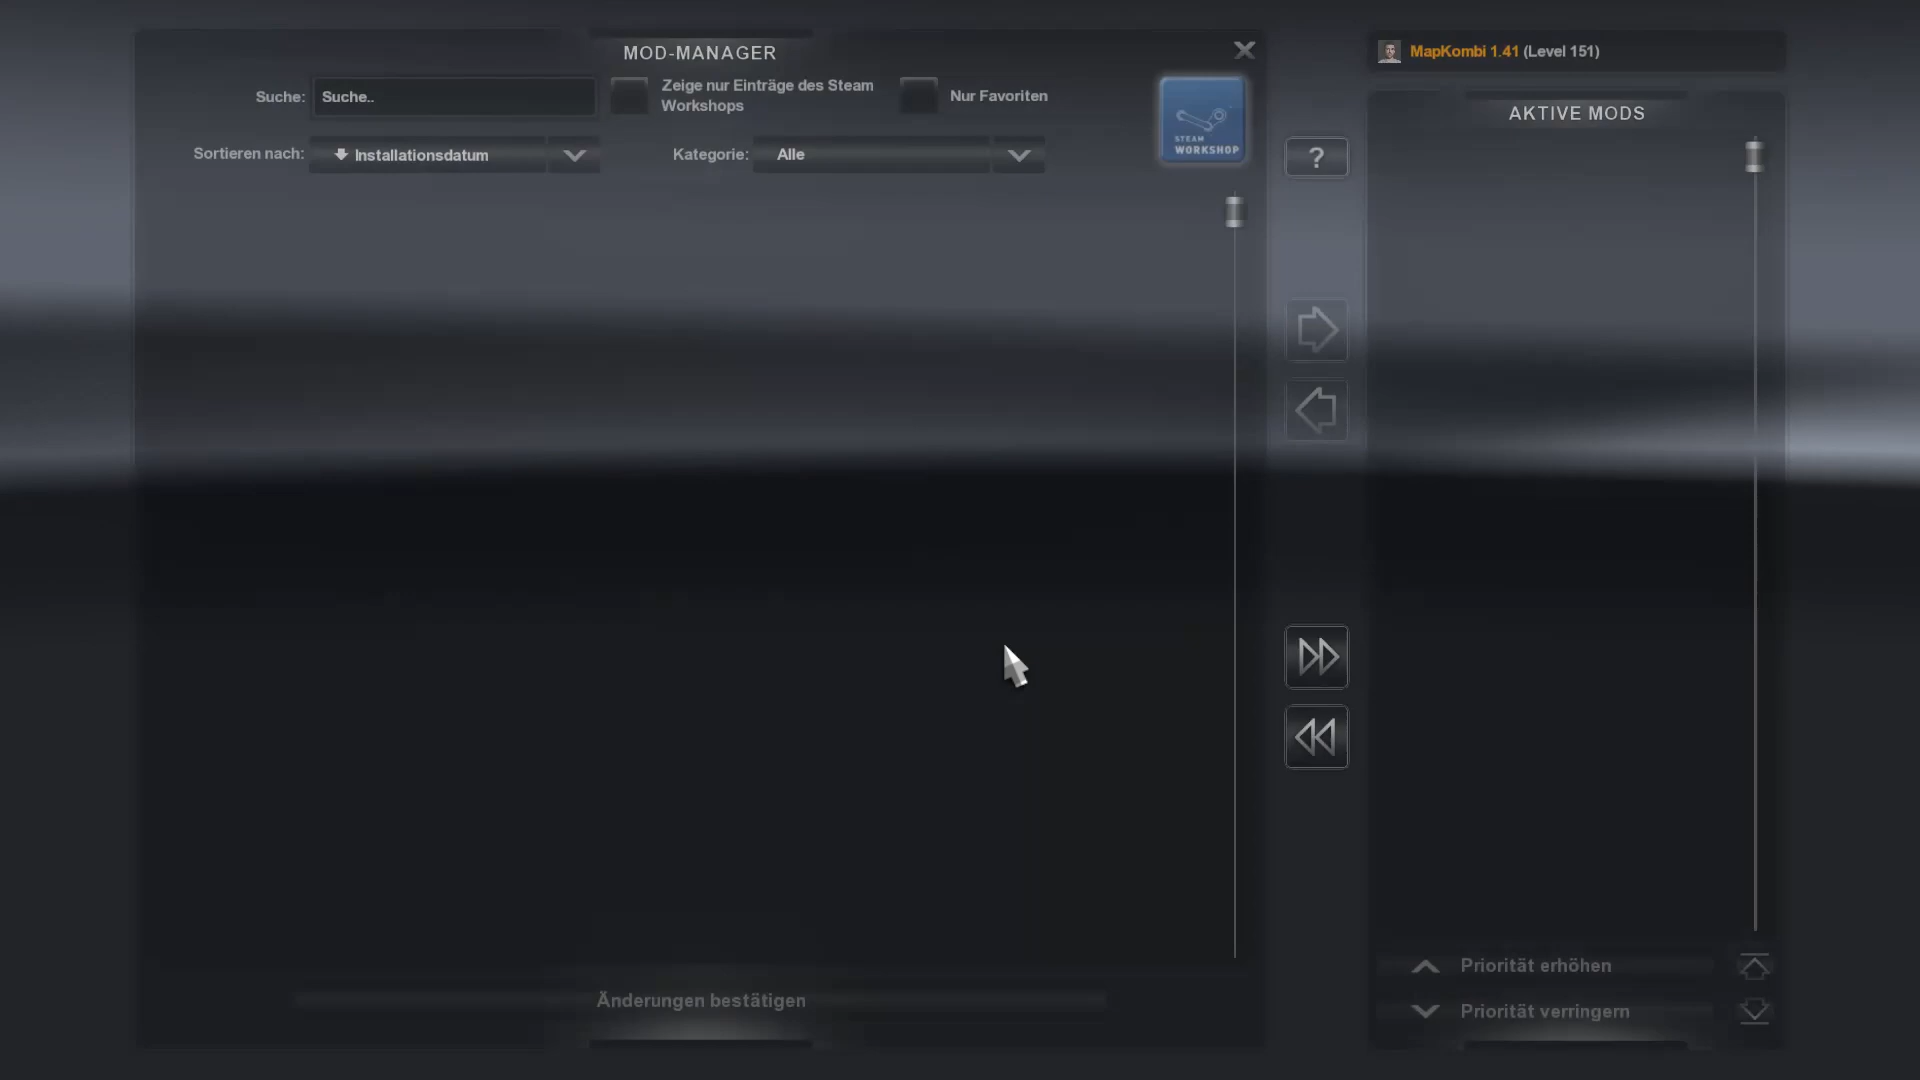 MOD-MANAGER
Suche:
Suche..
Zeige nur Einträge des Steam
Workshops
Nur Favoriten
STEAM
WORKSHOP
Sortieren nach:
Installationsdatum
Kategorie:
Alle
?
MapKombi 1.41 (Level 151)
AKTIVE MODS
Priorität erhöhen
Priorität verringern
Änderungen bestätigen